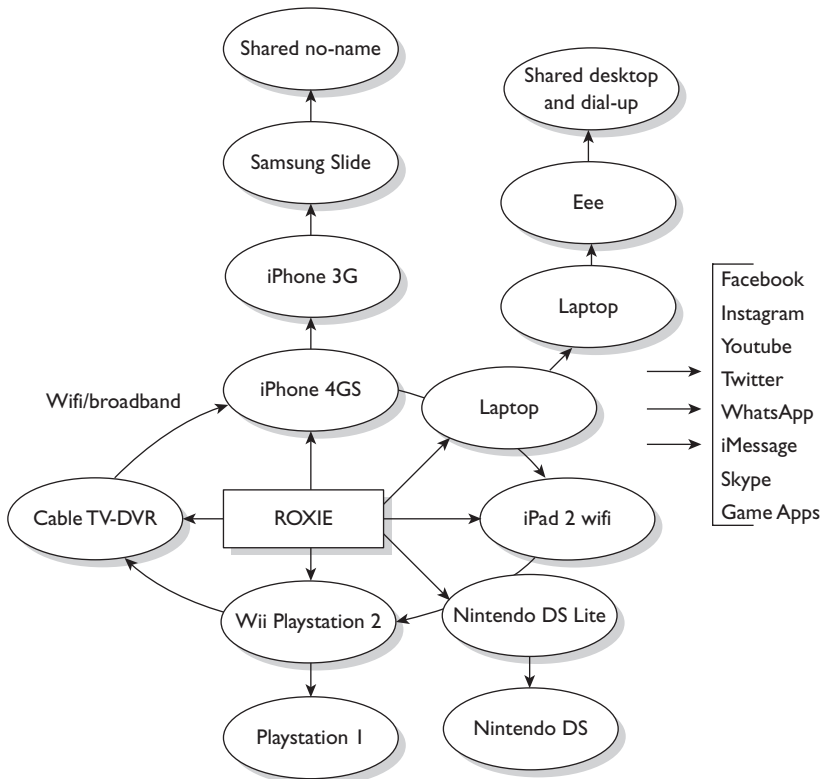 Shared no-name
Shared desktop
and dial-up
Samsung Slide
Eee
iPhone 3G
Laptop
Facebook
Instagram
Youtube
Twitter
WhatsApp
iMessage
Skype
Game Apps
iPhone 4GS
Laptop
Wifi/broadband
Cable TV-DVR
ROXIE
iPad 2 wifi
Wii Playstation 2
Nintendo DS Lite
Playstation 1
Nintendo DS